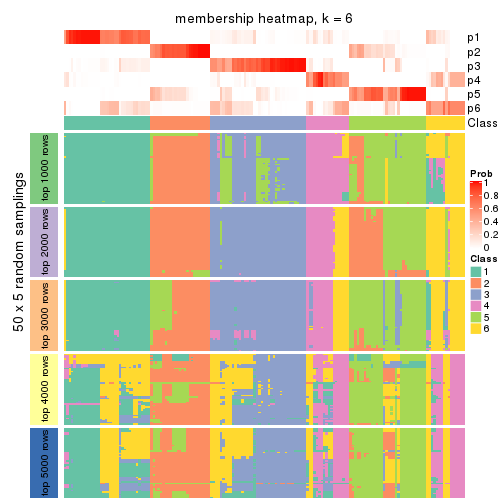 membership heatmap, k = 6
p1
p2
p3
p4
p5
p6
Class
50 x 5 random samplings
top 1000 rows
top 2000 rows
top 3000 rows
top 4000 rows
top 5000 rows
Prob
1
0.8
0.6
0.4
0.2
0
Class
1
2
3
4
5
6